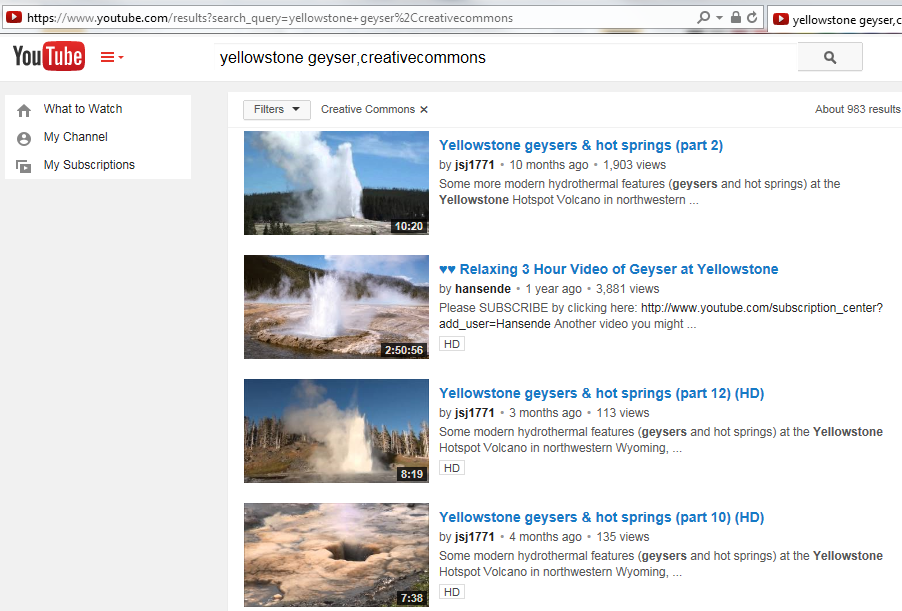 https://www.youtube.com/results?search_query=yellowstone+geyser%2Ccreativecommons
yellowstone geyser,c
YouTube
yellowstone geyser,creativecommons
What to Watch
My Channel
My Subscriptions
Filters
Creative Commons ×
About 983 results
Yellowstone geysers & hot springs (part 2)
by jsj1771 • 10 months ago • 1,903 views
Some more modern hydrothermal features (geysers and hot springs) at the
Yellowstone Hotspot Volcano in northwestern ...
10:20
♥♥ Relaxing 3 Hour Video of Geyser at Yellowstone
by hansende • 1 year ago • 3,881 views
Please SUBSCRIBE by clicking here: http://www.youtube.com/subscription_center?
add_user=Hansende Another video you might ...
HD
2:50:56
Yellowstone geysers & hot springs (part 12) (HD)
by jsj1771 • 3 months ago • 113 views
Some modern hydrothermal features (geysers and hot springs) at the Yellowstone
Hotspot Volcano in northwestern Wyoming, ...
HD
8:19
Yellowstone geysers & hot springs (part 10) (HD)
by jsj1771 • 4 months ago • 135 views
Some modern hydrothermal features (geysers and hot springs) at the Yellowstone
Hotspot Volcano in northwestern Wyoming, ...
HD
7:38